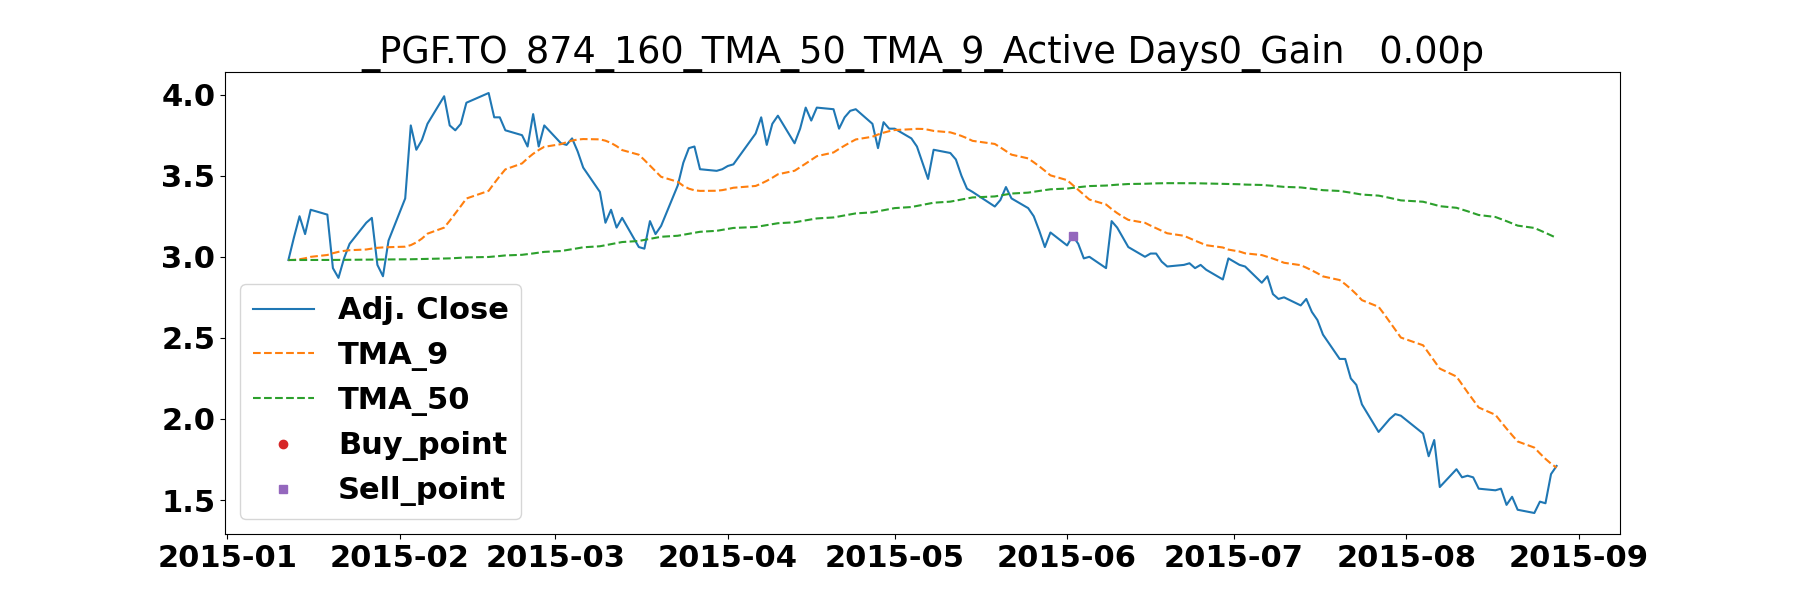 _PGF.TO_874_160_TMA_50_TMA_9_Active Days0_Gain   0.00p
4.0
3.5
3.0
2.5
2.0
1.5
Adj. Close
TMA_9
TMA_50
Buy_point
Sell_point
2015-01 2015-02 2015-03 2015-04 2015-05 2015-06 2015-07 2015-08 2015-09